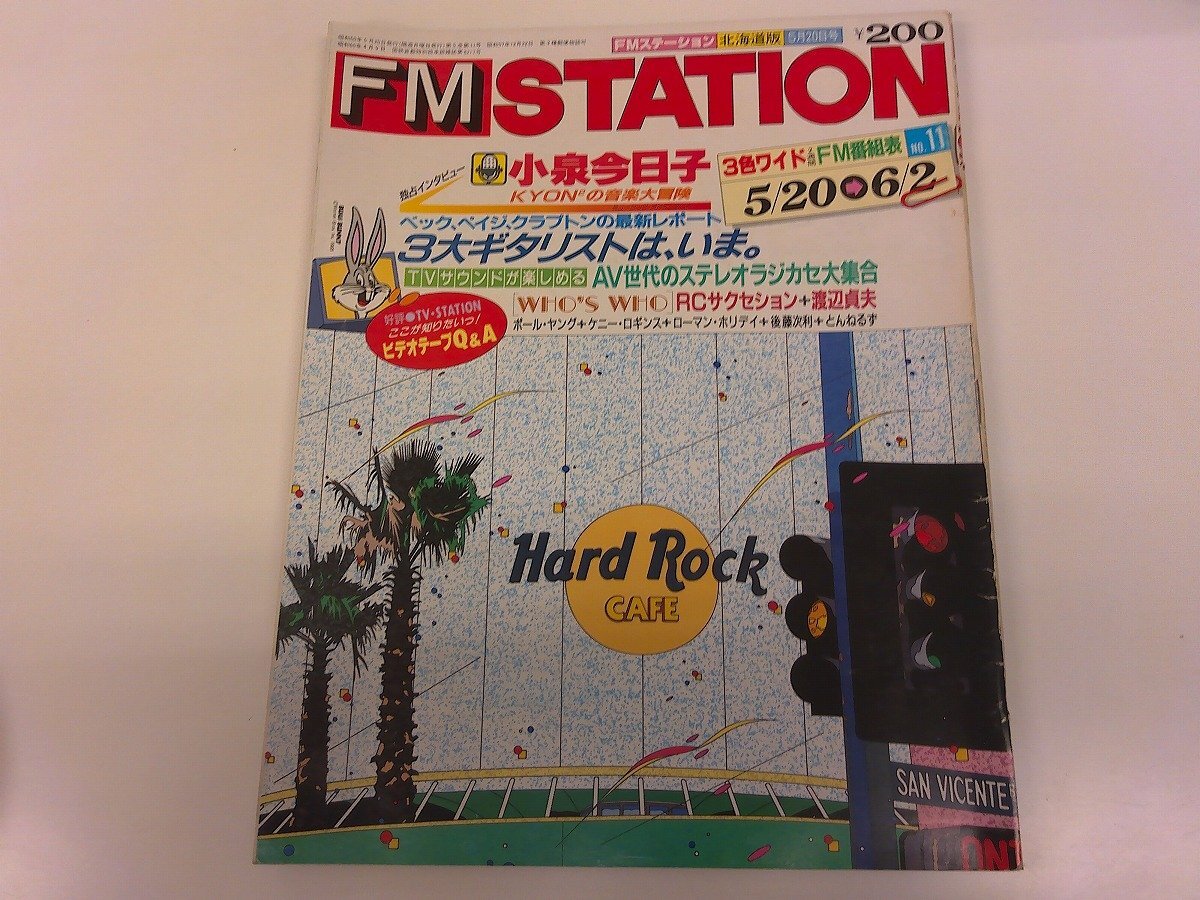 FMステーション 北海道版 5月20日号 ¥200
FM STATION
独占インタビュー 小泉今日子
KYON²の音楽大冒険
3色ワイド FM番組表 NO.11
5/20 6/2
ベック、ペイジ、クラプトンの最新レポート
3大ギタリストは、いま。
TVサウンドが楽しめる AV世代のステレオラジカセ大集合
WHO'S WHO RCサクセション+渡辺貞夫
ポール・ヤング+ケニー・ロギンス+ローマン・ホリデイ+後藤次利+とんねるず
BUGS BUNNY
好評●TV・STATION
ここが知りたいっ!
ビデオテープQ&A
Hard Rock
CAFE
SAN VICENTE